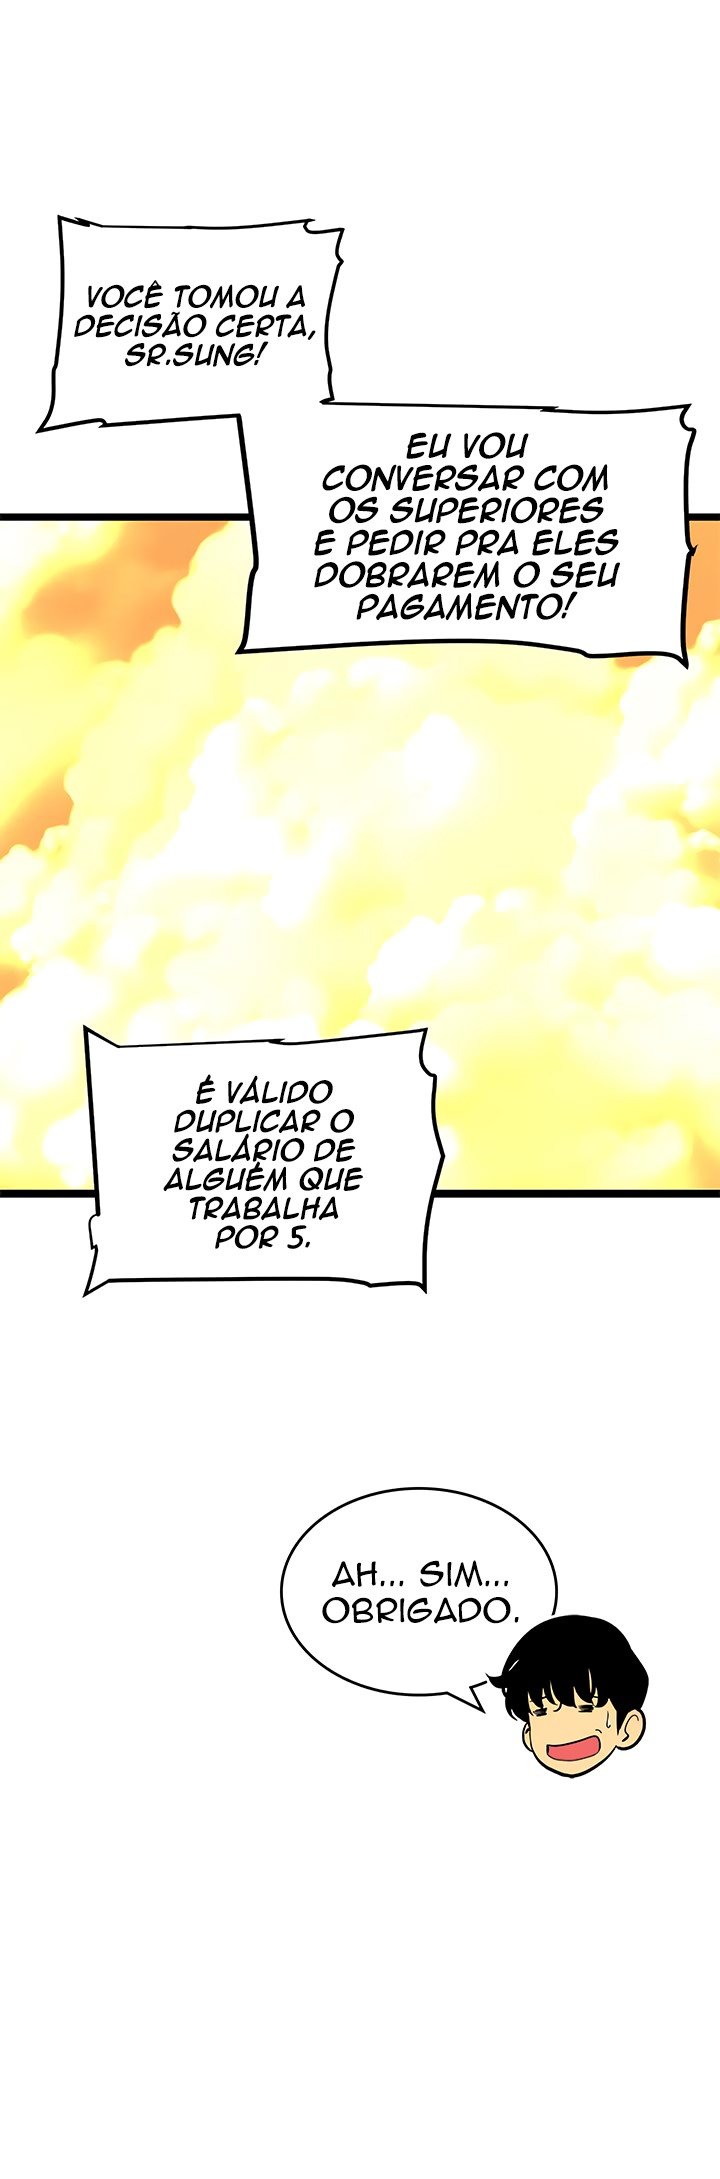 VOCÊ TOMOU A
DECISÃO CERTA,
SR.SUNG!
EU VOU
CONVERSAR COM
OS SUPERIORES
E PEDIR PRA ELES
DOBRAREM O SEU
PAGAMENTO!
É VÁLIDO
DUPLICAR O
SALÁRIO DE
ALGUÉM QUE
TRABALHA
POR 5.
AH... SIM...
OBRIGADO.